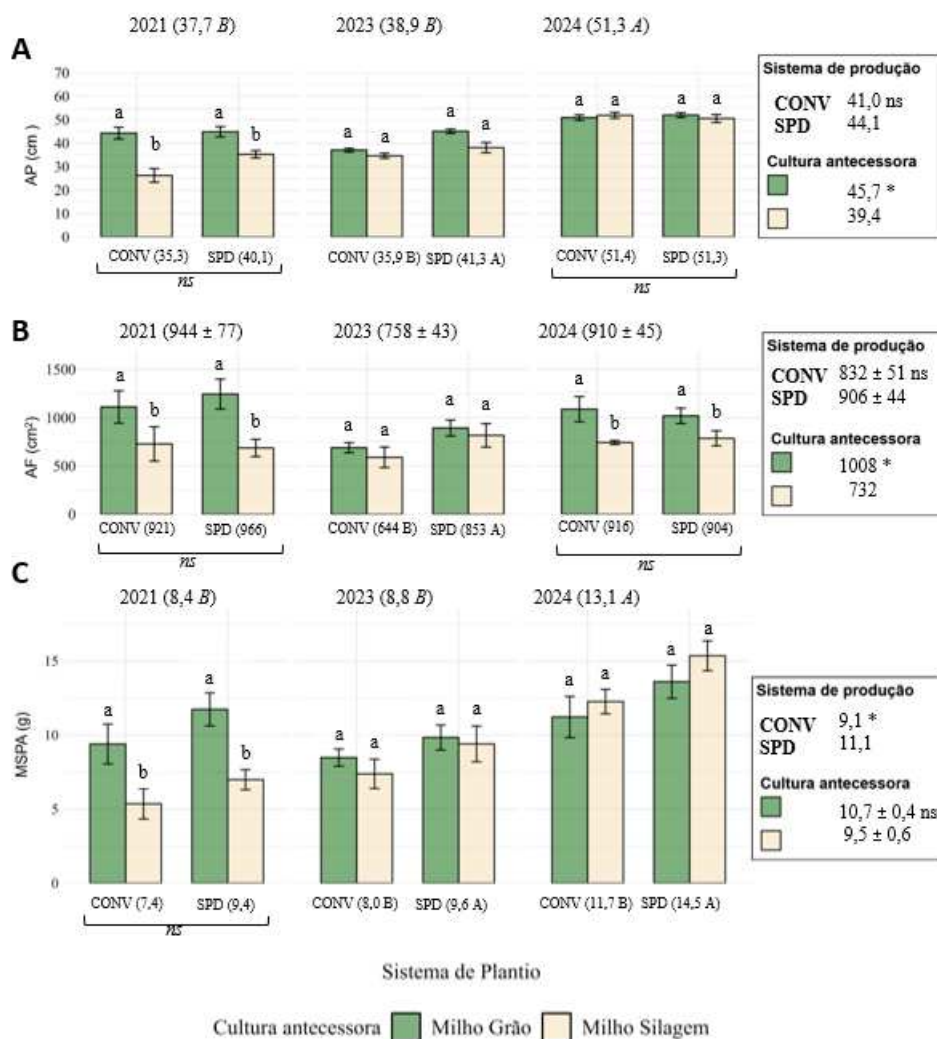 2021 (37,7 B) 2023 (38,9 B) 2024 (51,3 A)
A
AP (cm )
70
60
50
40
30
20
10
0
a b a b
a a a a
a a a a
CONV (35,3) SPD (40,1)
ns
CONV (35,9 B) SPD (41,3 A)
CONV (51,4) SPD (51,3)
ns
Sistema de produção
CONV 41,0 ns
SPD 44,1
Cultura antecessora
45,7 *
39,4
B
2021 (944 ± 77) 2023 (758 ± 43) 2024 (910 ± 45)
AF (cm²)
1500
1000
500
0
a b a b
a a a a
a b a b
CONV (921) SPD (966)
ns
CONV (644 B) SPD (853 A)
CONV (916) SPD (904)
ns
Sistema de produção
CONV 832 ± 51 ns
SPD 906 ± 44
Cultura antecessora
1008 *
732
C
2021 (8,4 B) 2023 (8,8 B) 2024 (13,1 A)
MSPA (g)
15
10
5
0
a b a b
a a a a
a a a a
CONV (7,4) SPD (9,4)
ns
CONV (8,0 B) SPD (9,6 A)
CONV (11,7 B) SPD (14,5 A)
Sistema de produção
CONV 9,1 *
SPD 11,1
Cultura antecessora
10,7 ± 0,4 ns
9,5 ± 0,6
Sistema de Plantio
Cultura antecessora Milho Grão Milho Silagem